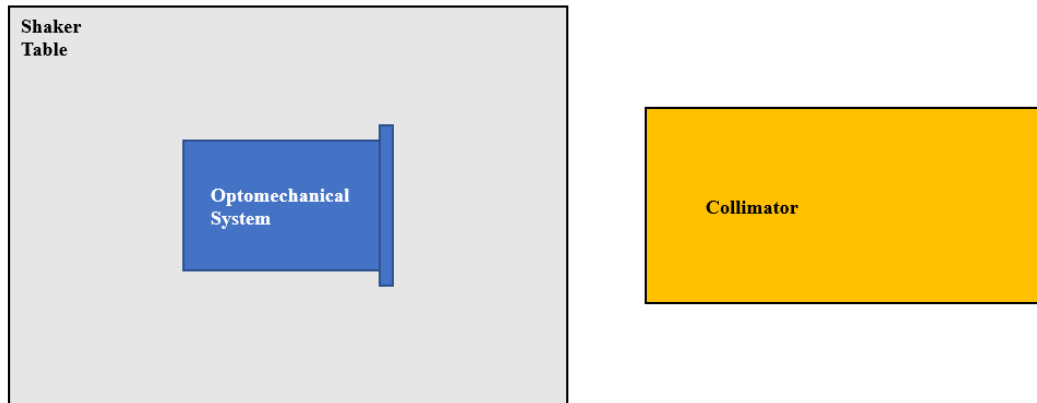 Shaker
Table
Optomechanical
System
Collimator